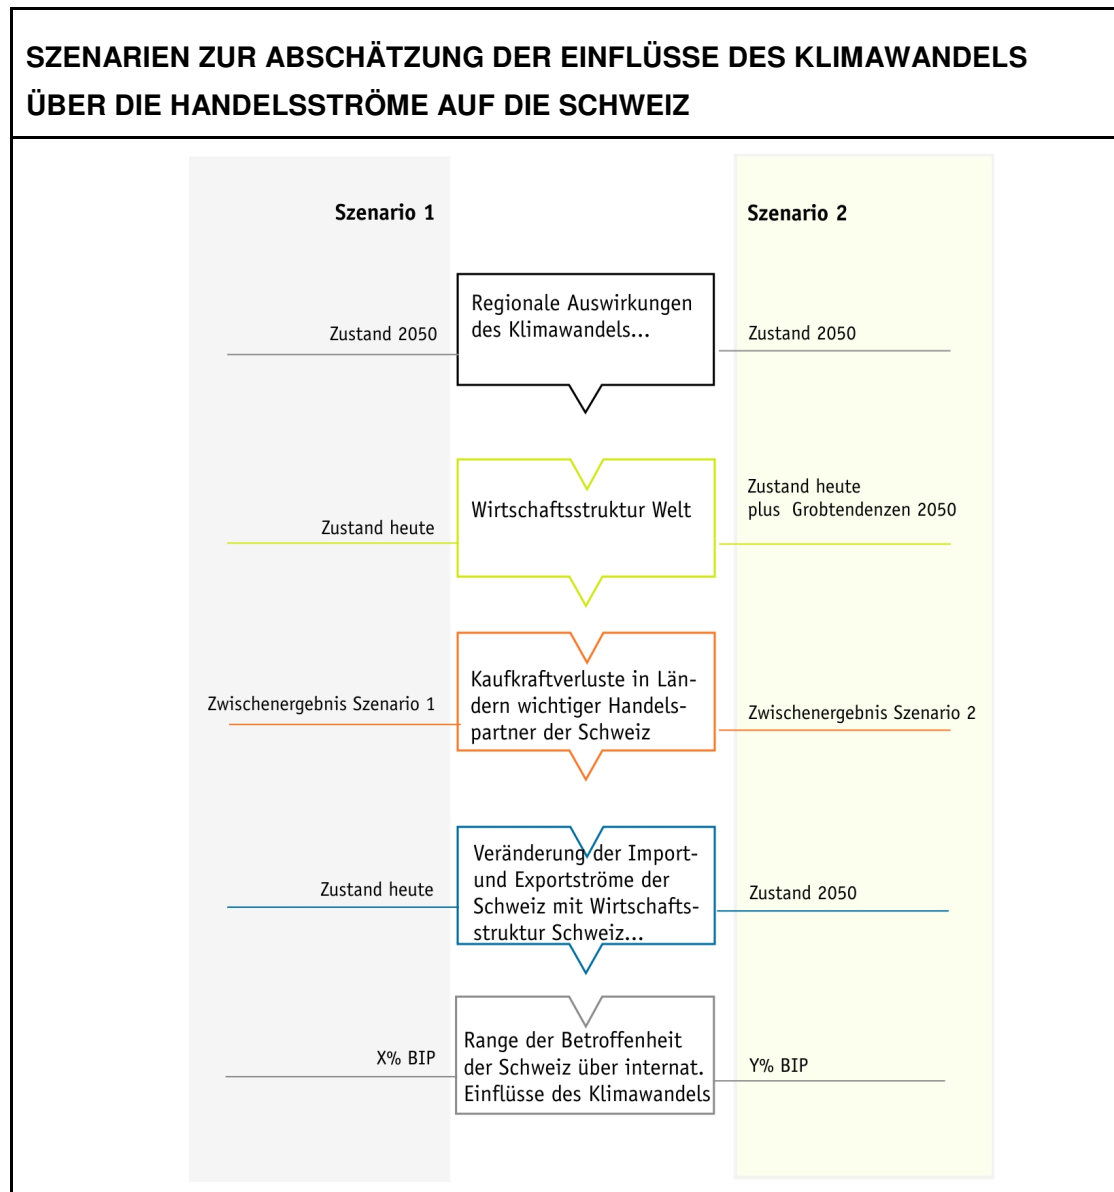 SZENARIEN ZUR ABSCHÄTZUNG DER EINFLÜSSE DES KLIMAWANDELS
ÜBER DIE HANDELSSTRÖME AUF DIE SCHWEIZ
Szenario 1
Szenario 2
Regionale Auswirkungen
des Klimawandels...
Zustand 2050
Zustand 2050
Wirtschaftsstruktur Welt
Zustand heute
Zustand heute
plus Grobtendenzen 2050
Kaufkraftverluste in Län-
dern wichtiger Handels-
partner der Schweiz
Zwischenergebnis Szenario 1
Zwischenergebnis Szenario 2
Veränderung der Import-
und Exportströme der
Schweiz mit Wirtschafts-
struktur Schweiz...
Zustand heute
Zustand 2050
Range der Betroffenheit
der Schweiz über internat.
Einflüsse des Klimawandels
X% BIP
Y% BIP